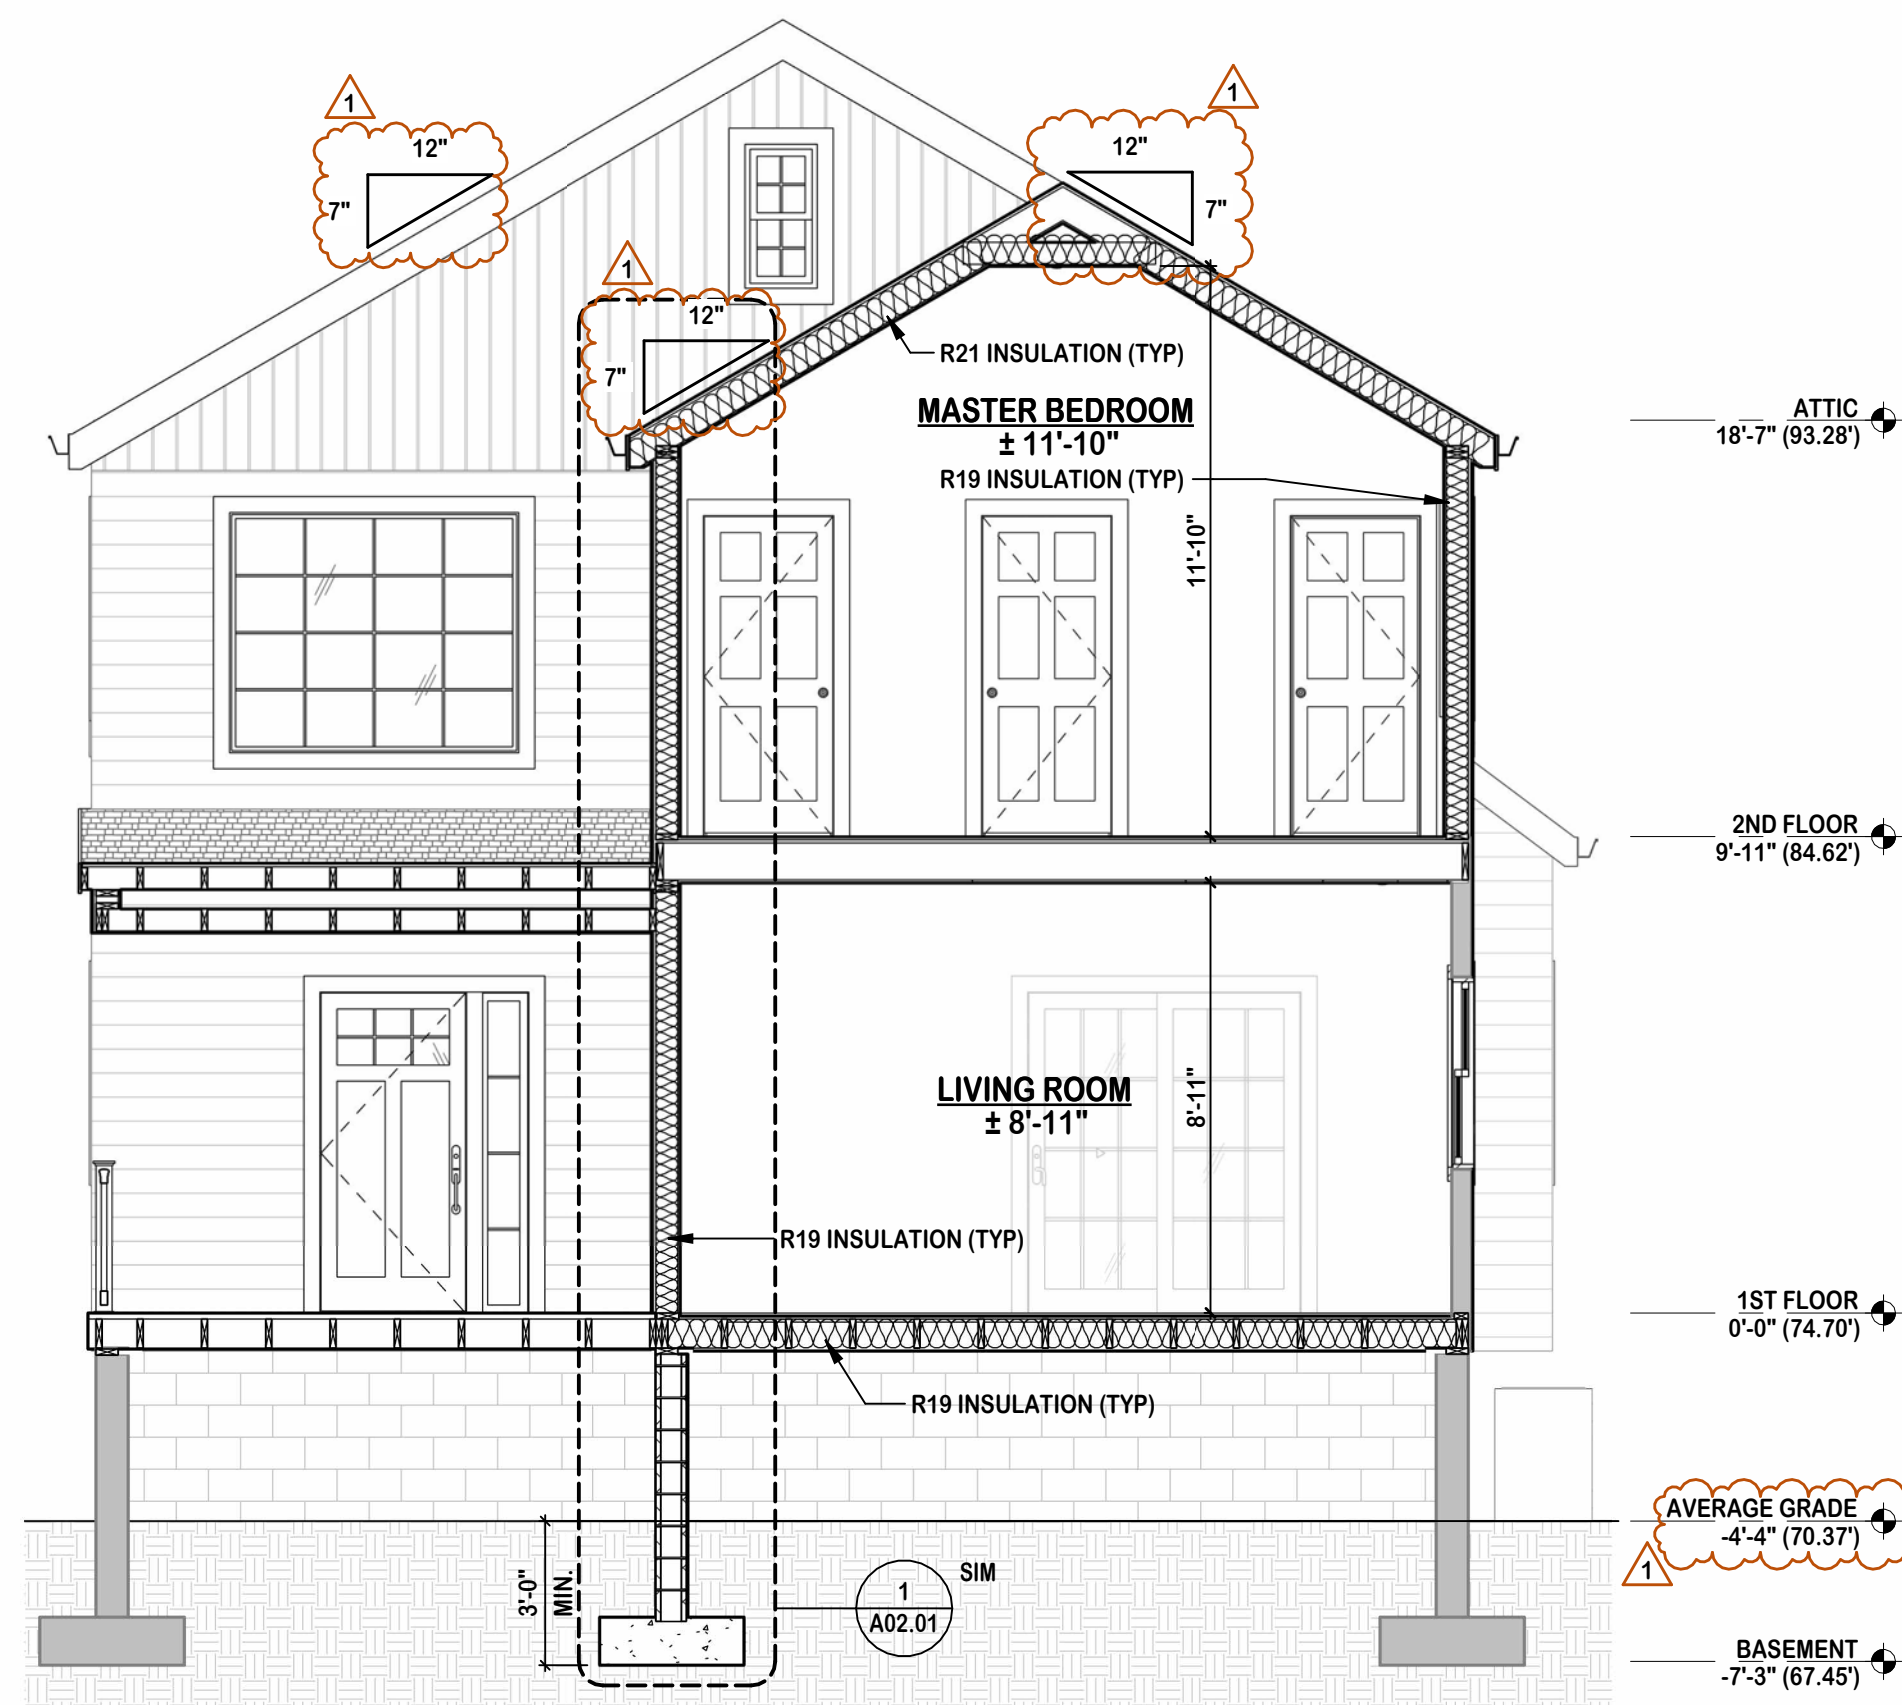 1
12"
7"
1
12"
7"
1
12"
7"
R21 INSULATION (TYP)
MASTER BEDROOM
± 11'-10"
R19 INSULATION (TYP)
11'-10"
ATTIC
18'-7" (93.28')
2ND FLOOR
9'-11" (84.62')
LIVING ROOM
± 8'-11"
8'-11"
R19 INSULATION (TYP)
1ST FLOOR
0'-0" (74.70')
R19 INSULATION (TYP)
AVERAGE GRADE
-4'-4" (70.37')
1
3'-0"
MIN.
1
A02.01
SIM
BASEMENT
-7'-3" (67.45')